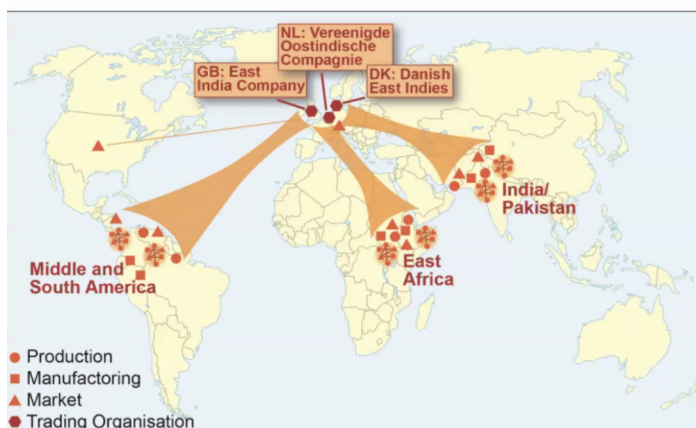 NL: Vereenigde
Oostindische
Compagnie
GB: East
India Company
DK: Danish
East Indies
India/
Pakistan
Middle and
South America
East
Africa
Production
Manufactoring
Market
Trading Organisation